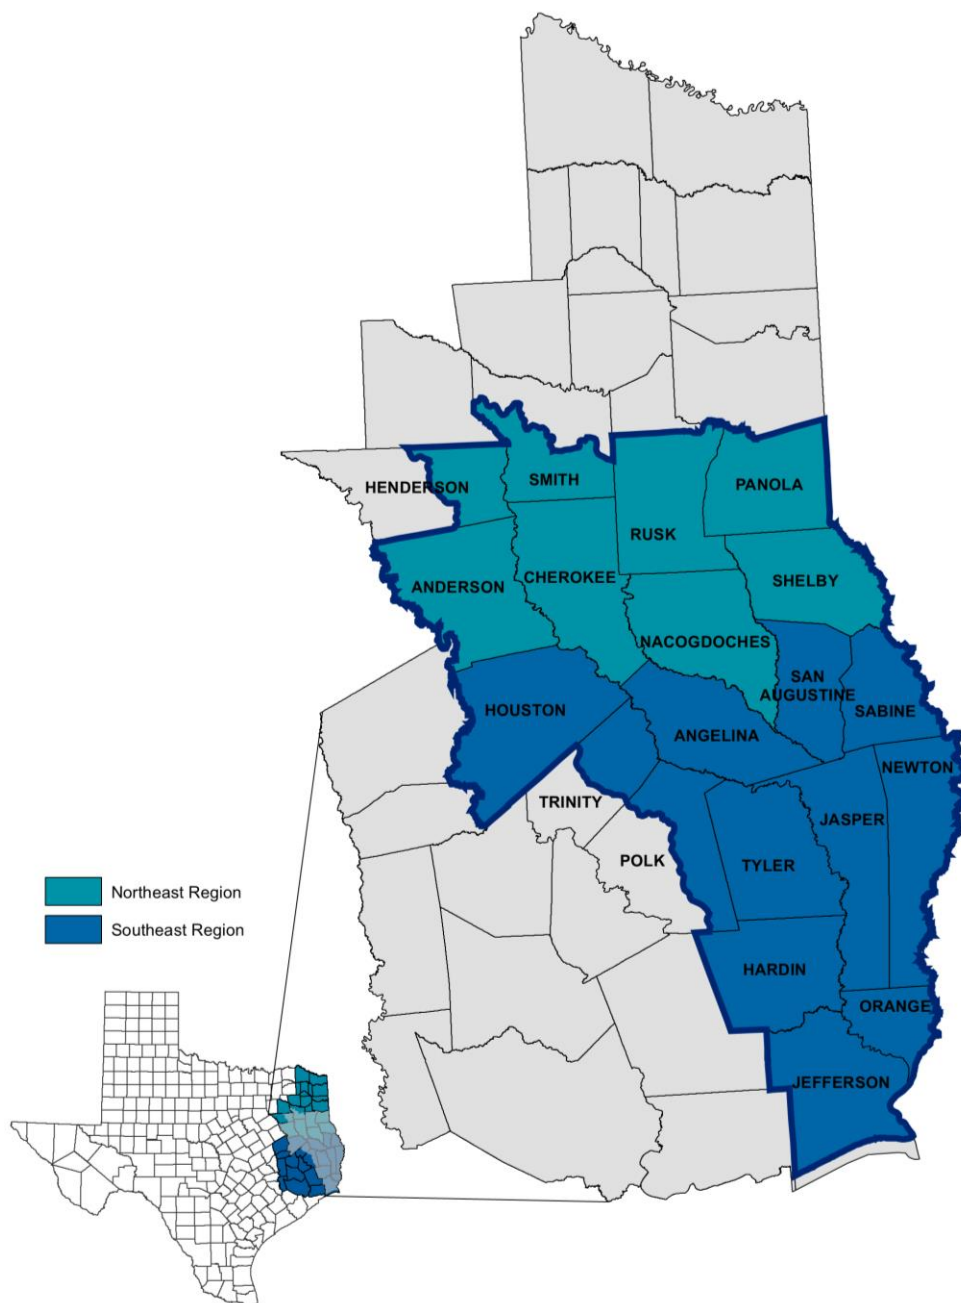 HENDERSON
SMITH
PANOLA
RUSK
ANDERSON
CHEROKEE
SHELBY
NACOGDOCHES
SAN
AUGUSTINE
HOUSTON
SABINE
ANGELINA
NEWTON
TRINITY
JASPER
POLK
TYLER
Northeast Region
Southeast Region
HARDIN
ORANGE
JEFFERSON